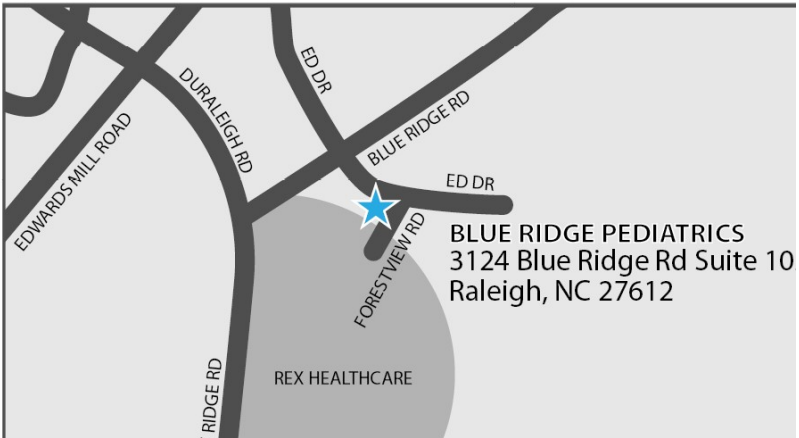 ED DR
DURALEIGH RD
BLUE RIDGE RD
EDWARDS MILL ROAD
ED DR
FORESTVIEW RD
BLUE RIDGE PEDIATRICS
3124 Blue Ridge Rd Suite 10
Raleigh, NC 27612
REX HEALTHCARE
RIDGE RD